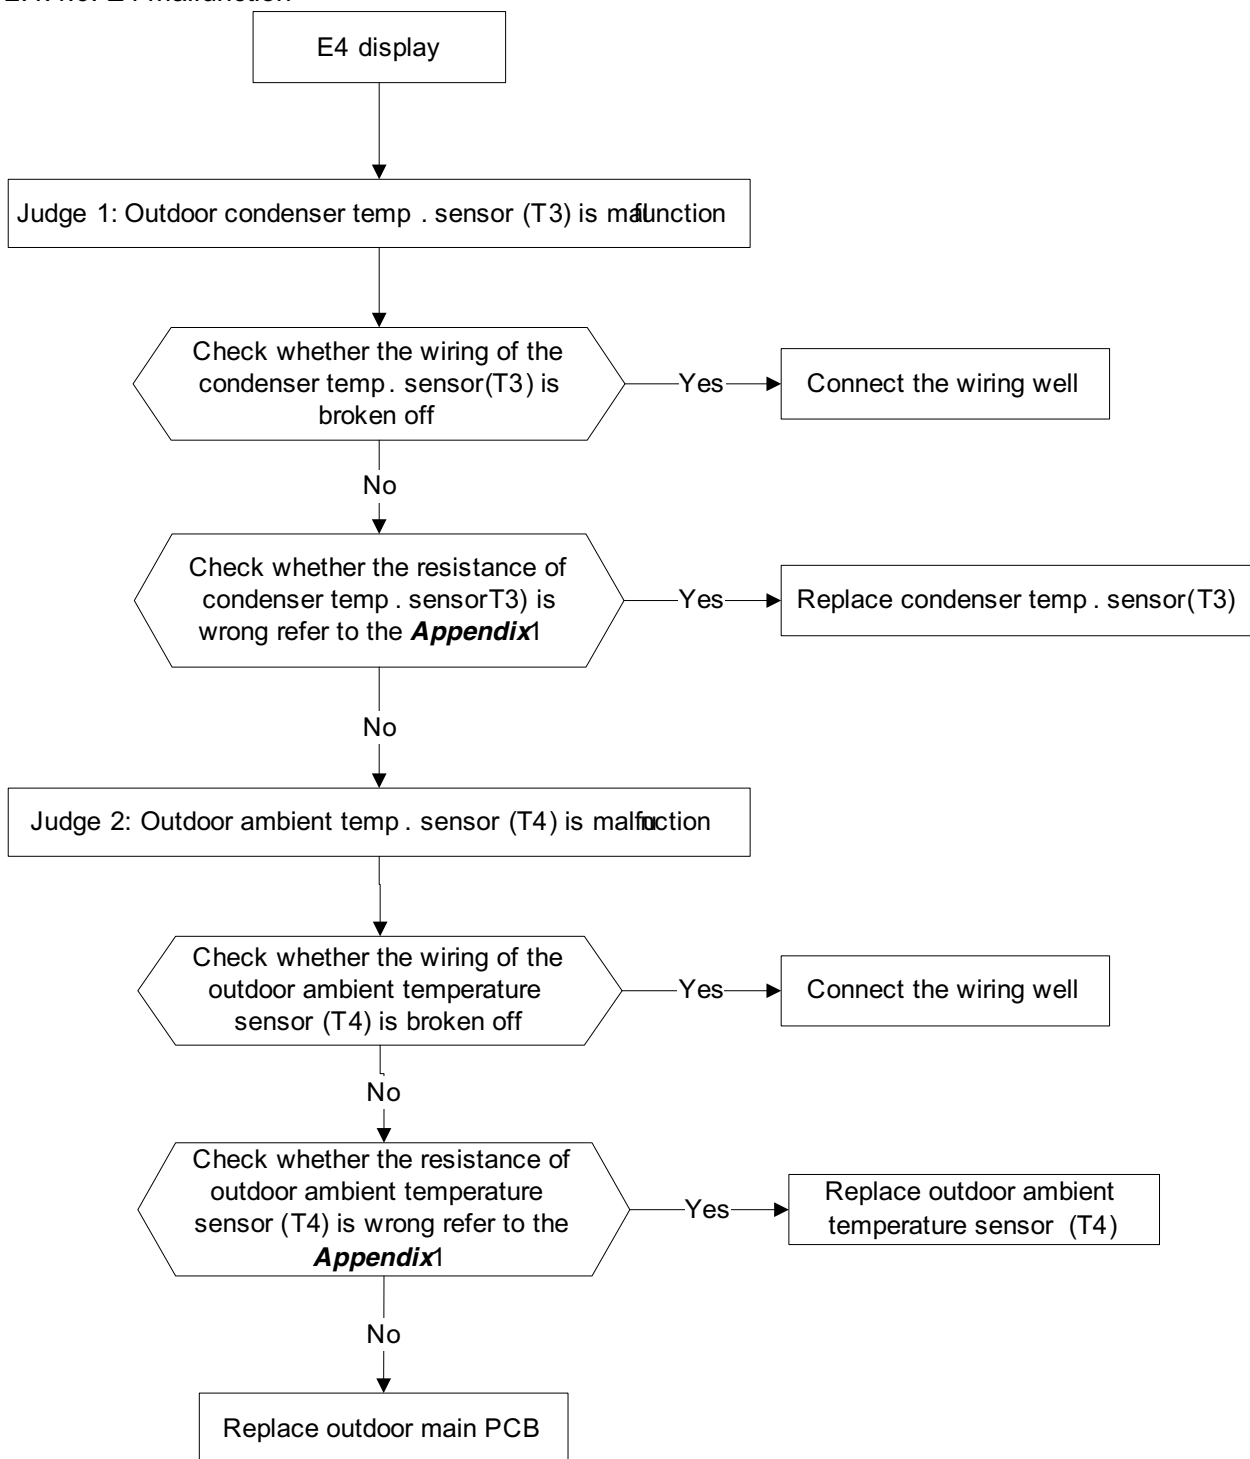 E4 display
Judge 1: Outdoor condenser temp . sensor (T3) is malfunction
Check whether the wiring of the
condenser temp . sensor(T3) is
broken off
Yes
Connect the wiring well
No
Check whether the resistance of
condenser temp . sensorT3) is
wrong refer to the Appendix1
Yes
Replace condenser temp . sensor(T3)
No
Judge 2: Outdoor ambient temp . sensor (T4) is malfunction
Check whether the wiring of the
outdoor ambient temperature
sensor (T4) is broken off
Yes
Connect the wiring well
No
Check whether the resistance of
outdoor ambient temperature
sensor (T4) is wrong refer to the
Appendix1
Yes
Replace outdoor ambient
temperature sensor (T4)
No
Replace outdoor main PCB